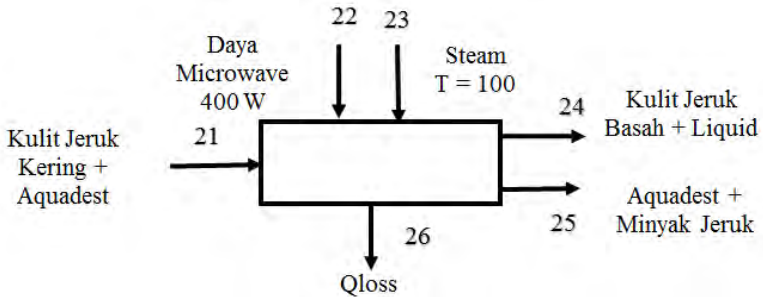 22
23
Daya
Microwave
400 W
Steam
T = 100
24
Kulit Jeruk
Basah + Liquid
Kulit Jeruk
Kering +
Aquadest
21
Aquadest +
Minyak Jeruk
25
26
Qloss